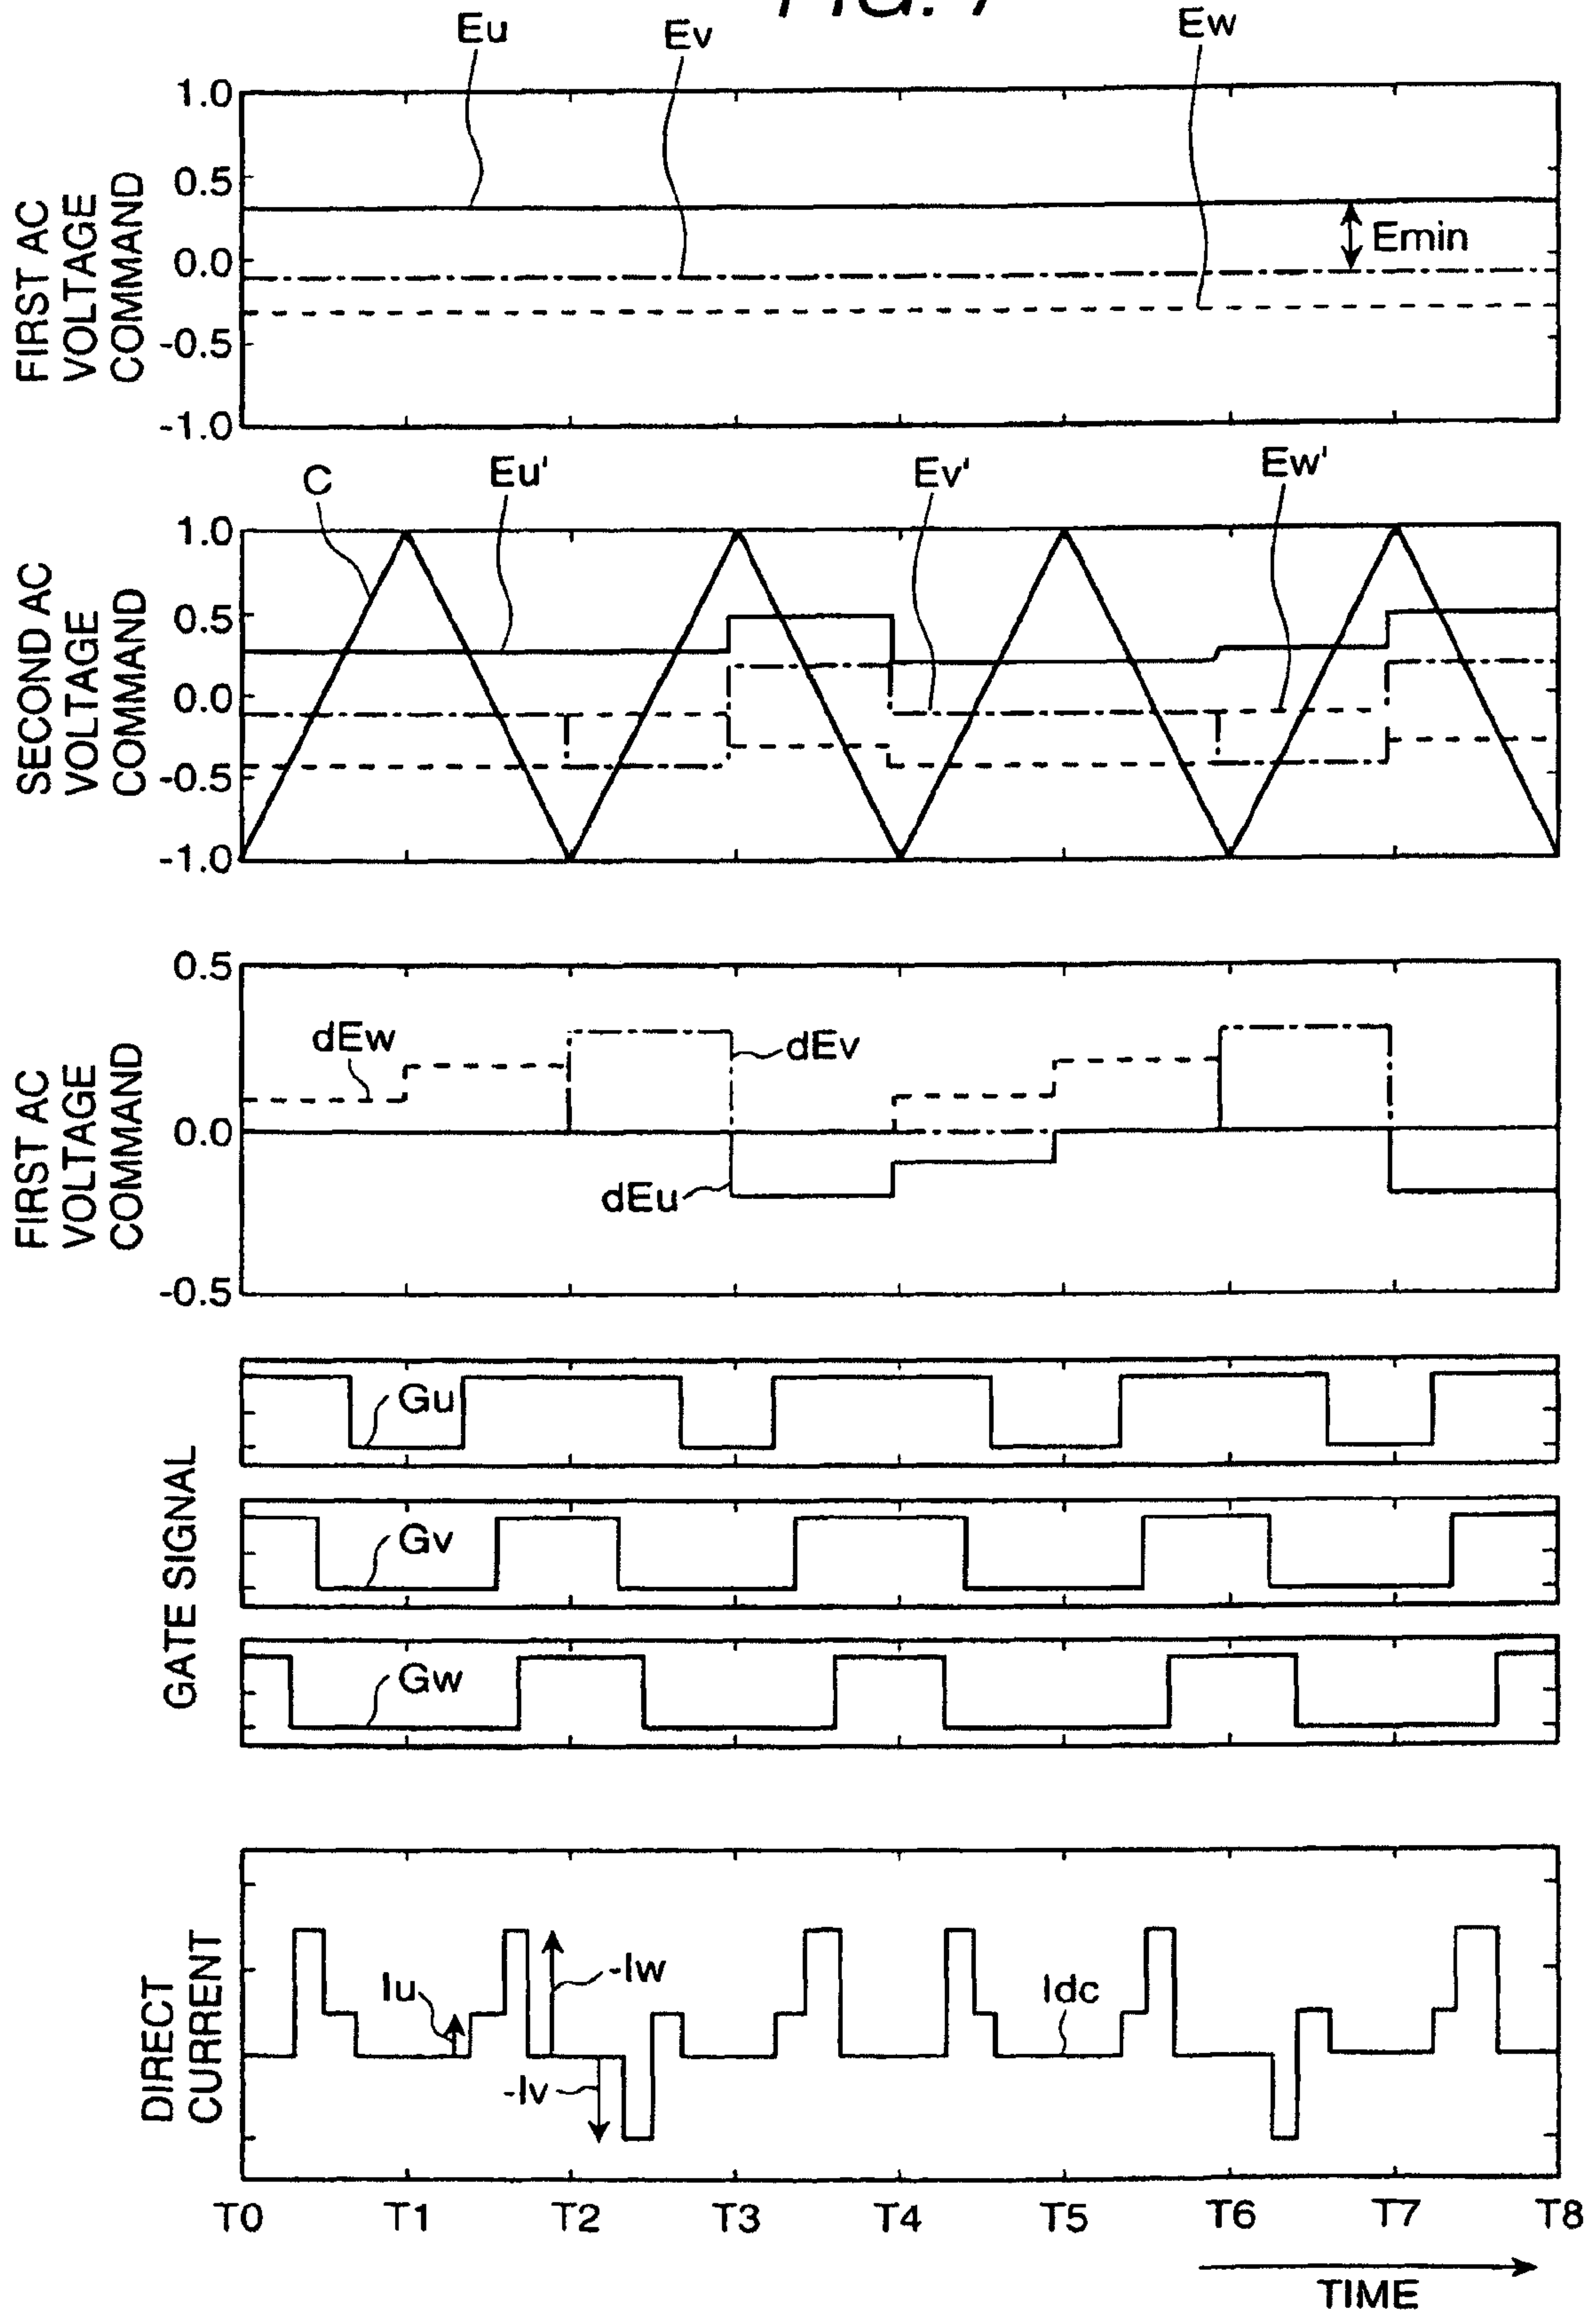 Eu Ev Ew
1.0
0.5
0.0
-0.5
-1.0
FIRST AC
VOLTAGE
COMMAND
Emin
C Eu' Ev' Ew'
1.0
0.5
0.0
-0.5
-1.0
SECOND AC
VOLTAGE
COMMAND
0.5
0.0
-0.5
FIRST AC
VOLTAGE
COMMAND
dEw
dEv
dEu
GATE SIGNAL
Gu
Gv
Gw
DIRECT
CURRENT
Iu
-Iw
-Iv
Idc
T0 T1 T2 T3 T4 T5 T6 T7 T8
TIME